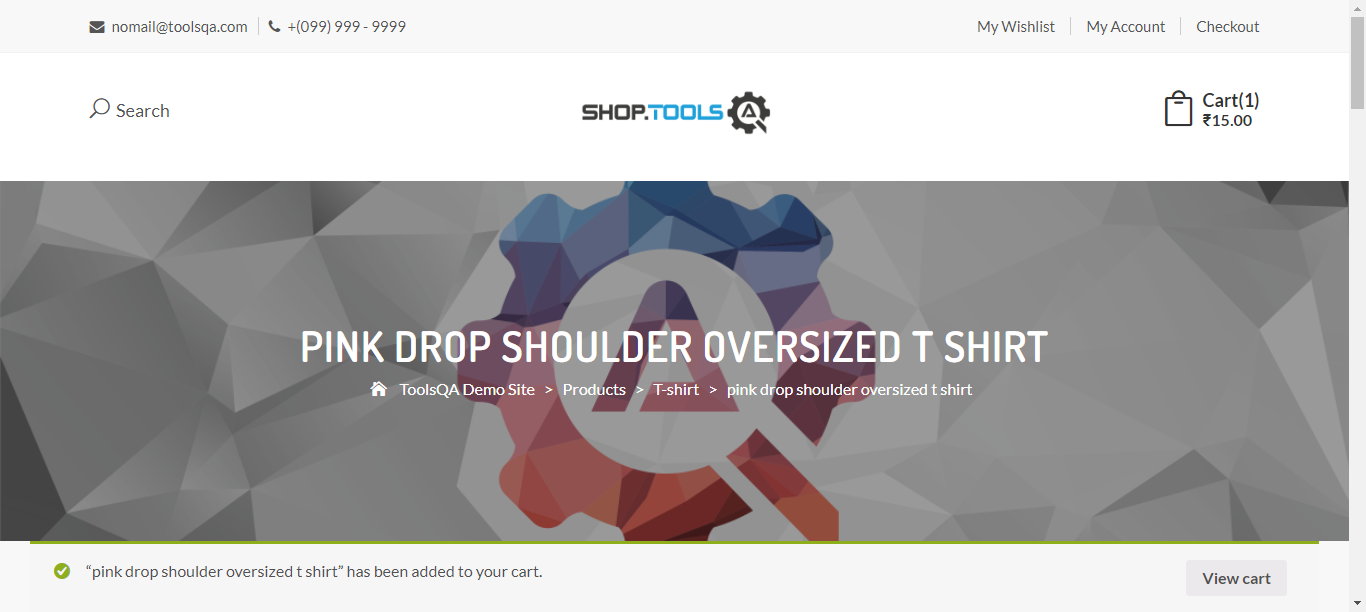 nomail@toolsqa.com +(099) 999 - 9999 My Wishlist My Account Checkout
Search SHOP.TOOLS Cart(1)
₹15.00
PINK DROP SHOULDER OVERSIZED T SHIRT
ToolsQA Demo Site > Products > T-shirt > pink drop shoulder oversized t shirt
“pink drop shoulder oversized t shirt” has been added to your cart. View cart